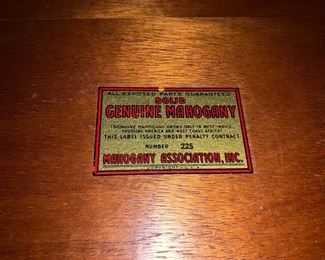 ALL EXPOSED PARTS GUARANTEED
SOLID
GENUINE MAHOGANY
(GENUINE MAHOGANY GROWS ONLY IN WEST INDIES,
TROPICAL AMERICA AND WEST COAST AFRICA)
THIS LABEL ISSUED UNDER PENALTY CONTRACT
NUMBER 225
MAHOGANY ASSOCIATION, INC.
COPYRIGHT U.S.A.